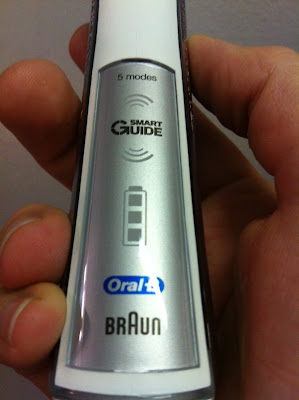 5 modes
SMART
GUIDE
Oral-B
BRAUN